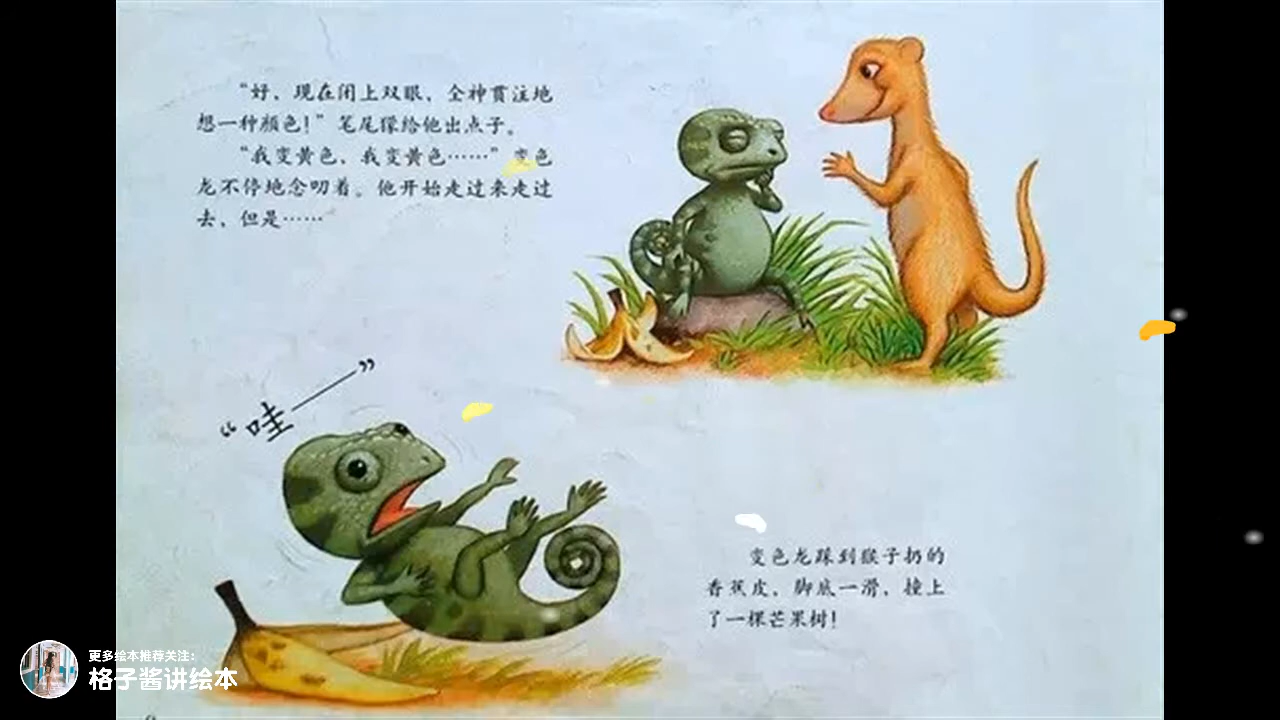 “好，现在闭上双眼，全神贯注地
想一种颜色！”笔尾獴给他出点子。
“我变黄色，我变黄色……”变色
龙不停地念叨着。他开始走过来走过
去，但是……
“哇——”
变色龙踩到猴子扔的
香蕉皮，脚底一滑，撞上
了一棵芒果树！
更多绘本推荐关注：
格子酱讲绘本